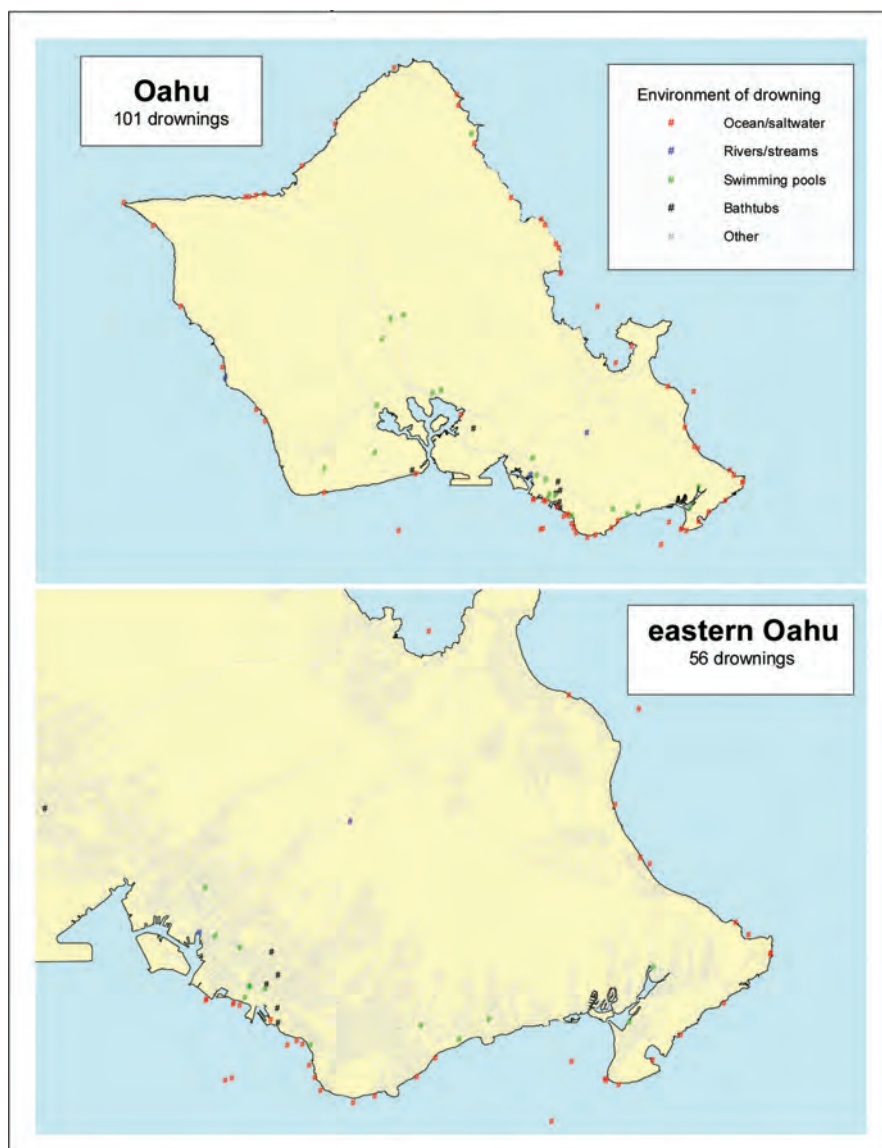 Oahu
101 drownings
Environment of drowning
# Ocean/saltwater
# Rivers/streams
# Swimming pools
# Bathtubs
# Other
eastern Oahu
56 drownings